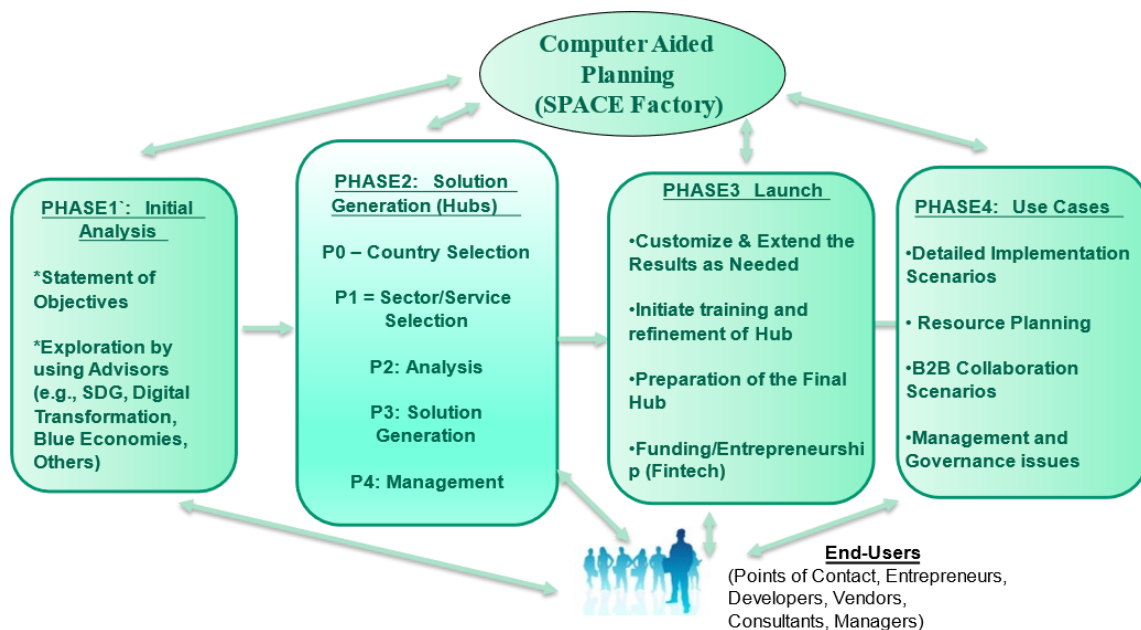 Computer Aided
Planning
(SPACE Factory)
PHASE1`:  Initial
Analysis
*Statement of
Objectives
*Exploration by
using Advisors
(e.g., SDG, Digital
Transformation,
Blue Economies,
Others)
PHASE2:  Solution
Generation (Hubs)
P0 – Country Selection
P1 = Sector/Service
Selection
P2: Analysis
P3: Solution
Generation
P4: Management
PHASE3  Launch
•Customize & Extend the
Results as Needed
•Initiate training and
refinement of Hub
•Preparation of the Final
Hub
•Funding/Entrepreneurshi
p (Fintech)
PHASE4:  Use Cases
•Detailed Implementation
Scenarios
• Resource Planning
•B2B Collaboration
Scenarios
•Management and
Governance issues
End-Users
(Points of Contact, Entrepreneurs,
Developers, Vendors,
Consultants, Managers)